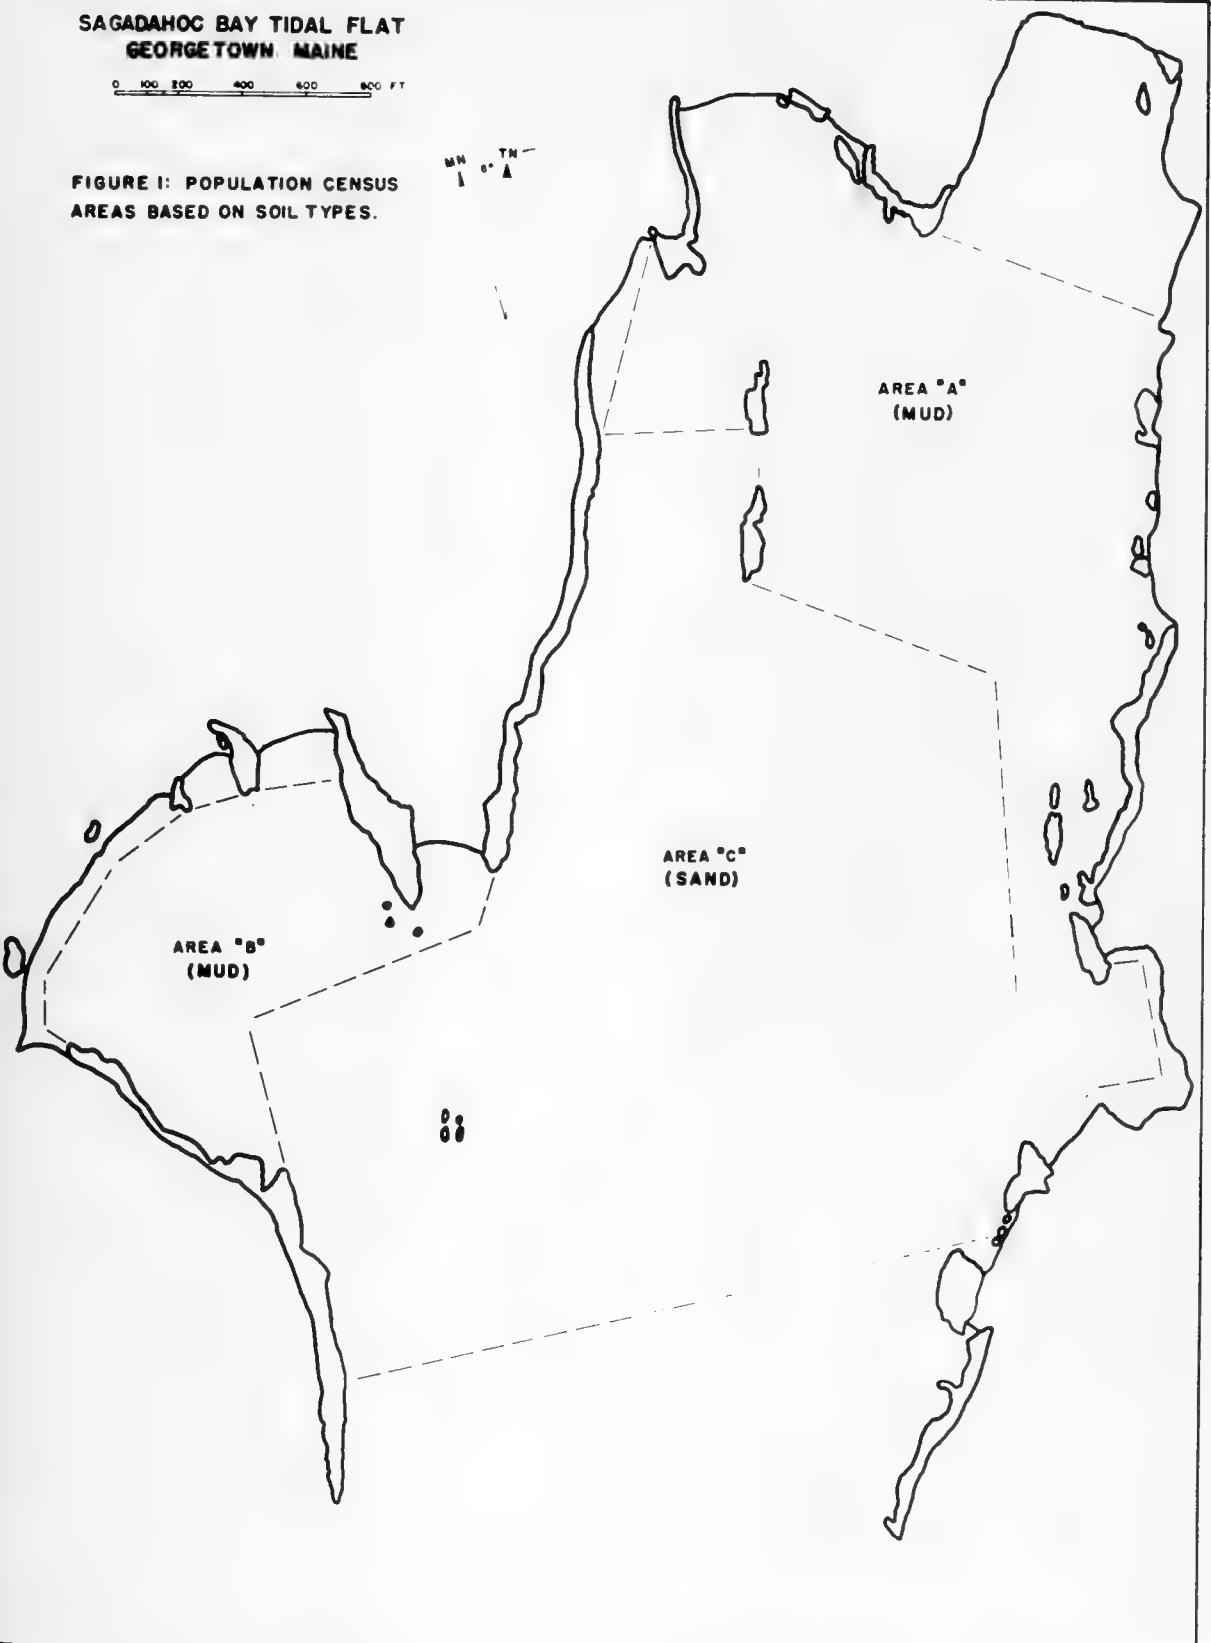 SAGADAHOC BAY TIDAL FLAT
GEORGETOWN MAINE
0 100 200 400 600 800 FT
MN TN
FIGURE 1: POPULATION CENSUS
AREAS BASED ON SOIL TYPES.
AREA "A"
(MUD)
AREA "C"
(SAND)
AREA "B"
(MUD)